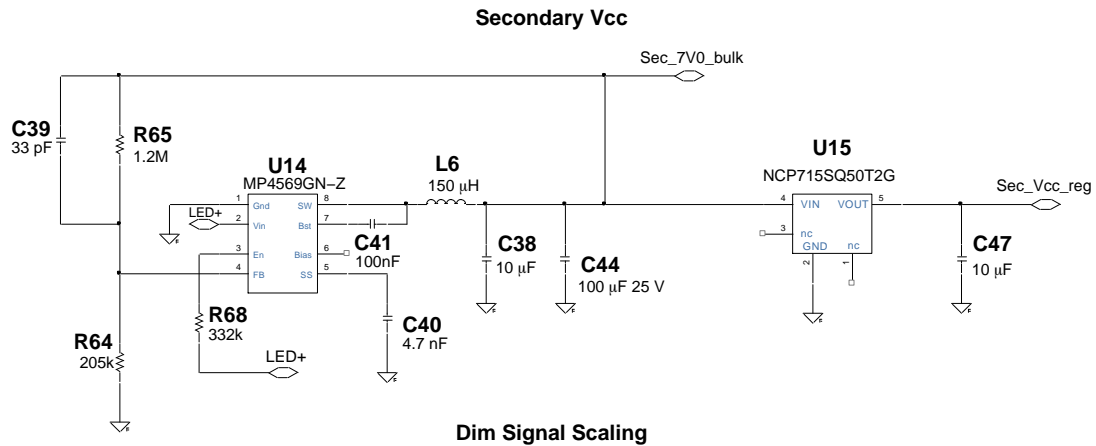 Secondary Vcc
Sec_7V0_bulk
C39
33 pF
R65
1.2M
U14
MP4569GN−Z
LED+
1
2
3
4
Gnd
Vin
En
FB
SW
Bst
Bias
SS
8
7
6
5
L6
150 μH
C41
100nF
C38
10 μF
C44
100 μF 25 V
U15
NCP715SQ50T2G
4
VIN
VOUT
5
3
nc
GND
nc
2
1
Sec_Vcc_reg
C47
10 μF
R68
332k
LED+
C40
4.7 nF
R64
205k
Dim Signal Scaling